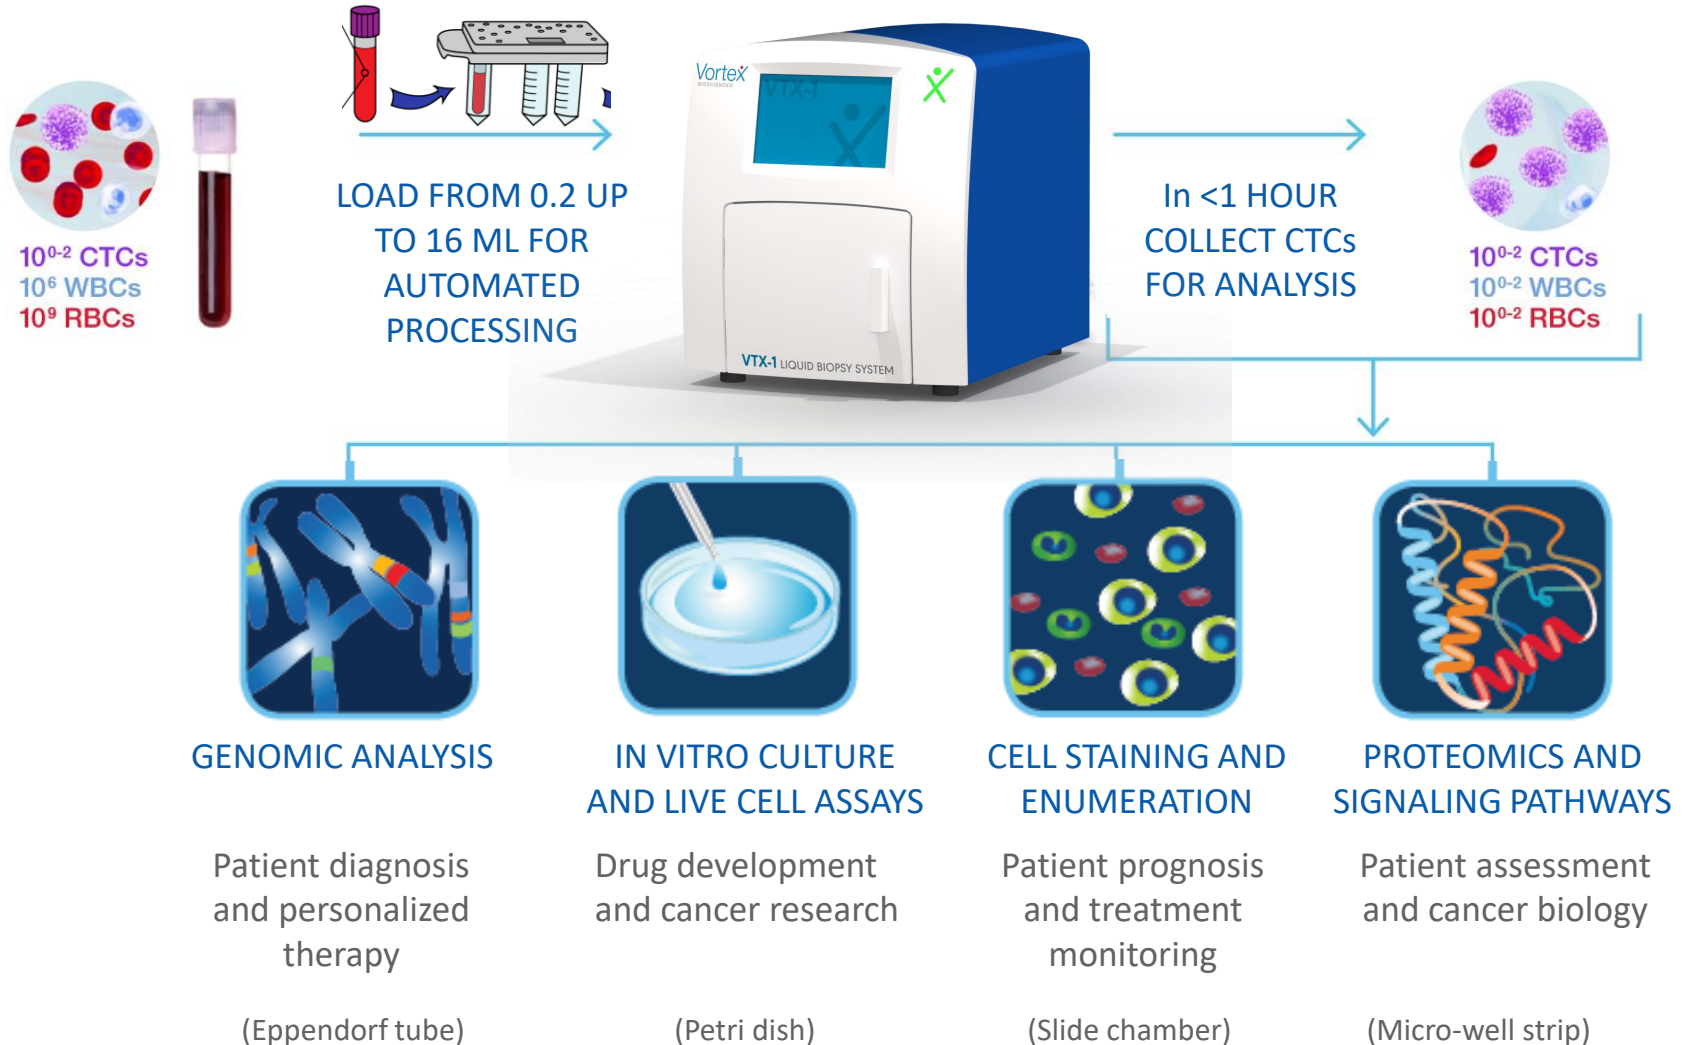 10⁰⁻² CTCs
10⁶ WBCs
10⁹ RBCs
LOAD FROM 0.2 UP
TO 16 ML FOR
AUTOMATED
PROCESSING
Vortex
BIOSCIENCES
VTX-1
VTX-1 LIQUID BIOPSY SYSTEM
In <1 HOUR
COLLECT CTCs
FOR ANALYSIS
10⁰⁻² CTCs
10⁰⁻² WBCs
10⁰⁻² RBCs
GENOMIC ANALYSIS
Patient diagnosis
and personalized
therapy
(Eppendorf tube)
IN VITRO CULTURE
AND LIVE CELL ASSAYS
Drug development
and cancer research
(Petri dish)
CELL STAINING AND
ENUMERATION
Patient prognosis
and treatment
monitoring
(Slide chamber)
PROTEOMICS AND
SIGNALING PATHWAYS
Patient assessment
and cancer biology
(Micro-well strip)